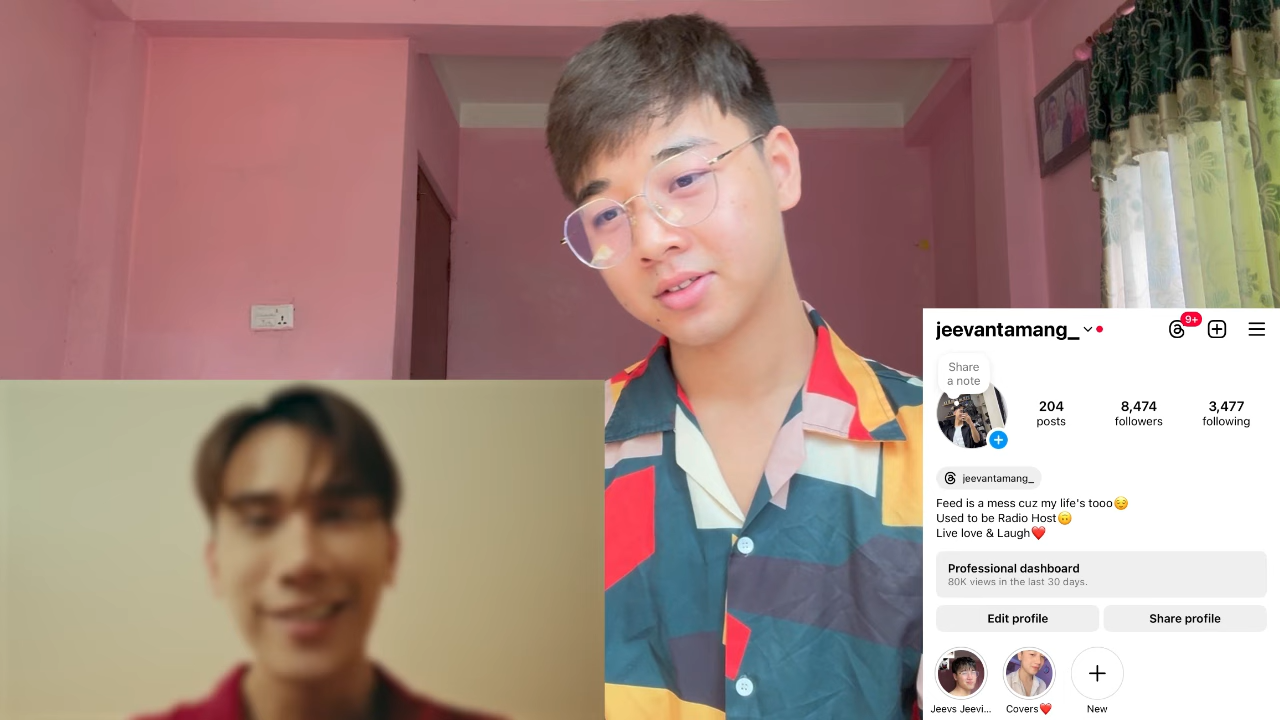 jeevantamang_
9+
Share
a note
204
posts
8,474
followers
3,477
following
jeevantamang_
Feed is a mess cuz my life's tooo😌
Used to be Radio Host🙃
Live love & Laugh❤️
Professional dashboard
80K views in the last 30 days.
Edit profile
Share profile
Jeevs Jeevi...
Covers❤️
New